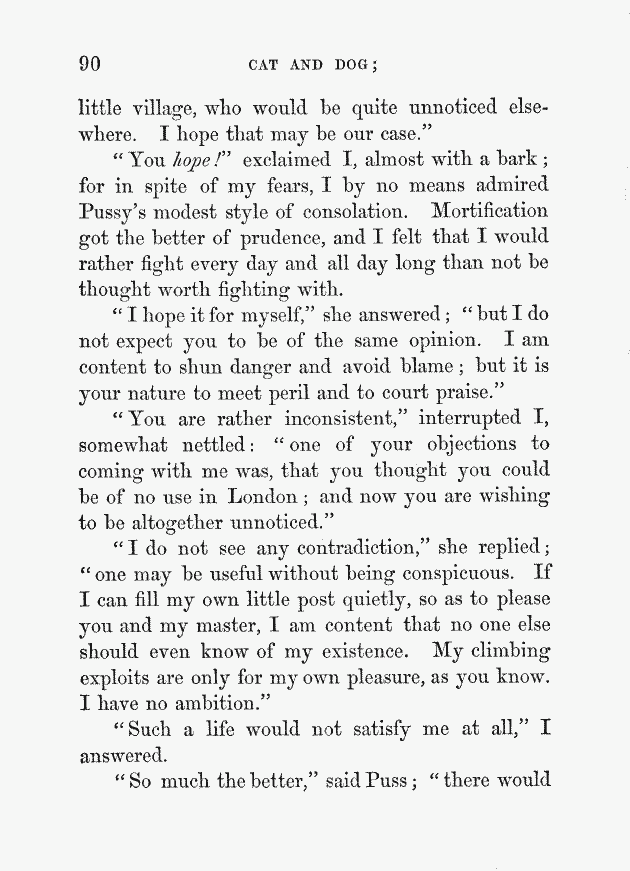 90 CAT AND DOG;
little village, who would be quite unnoticed else-
where. I hope that may be our case.”
“You hope!” exclaimed I, almost with a bark;
for in spite of my fears, I by no means admired
Pussy’s modest style of consolation. Mortification
got the better of prudence, and I felt that I would
rather fight every day and all day long than not be
thought worth fighting with.
“I hope it for myself,” she answered; “but I do
not expect you to be of the same opinion. I am
content to shun danger and avoid blame; but it is
your nature to meet peril and to court praise.”
“You are rather inconsistent,” interrupted I,
somewhat nettled: “one of your objections to
coming with me was, that you thought you could
be of no use in London; and now you are wishing
to be altogether unnoticed.”
“I do not see any contradiction,” she replied;
“one may be useful without being conspicuous. If
I can fill my own little post quietly, so as to please
you and my master, I am content that no one else
should even know of my existence. My climbing
exploits are only for my own pleasure, as you know.
I have no ambition.”
“Such a life would not satisfy me at all,” I
answered.
“So much the better,” said Puss; “there would